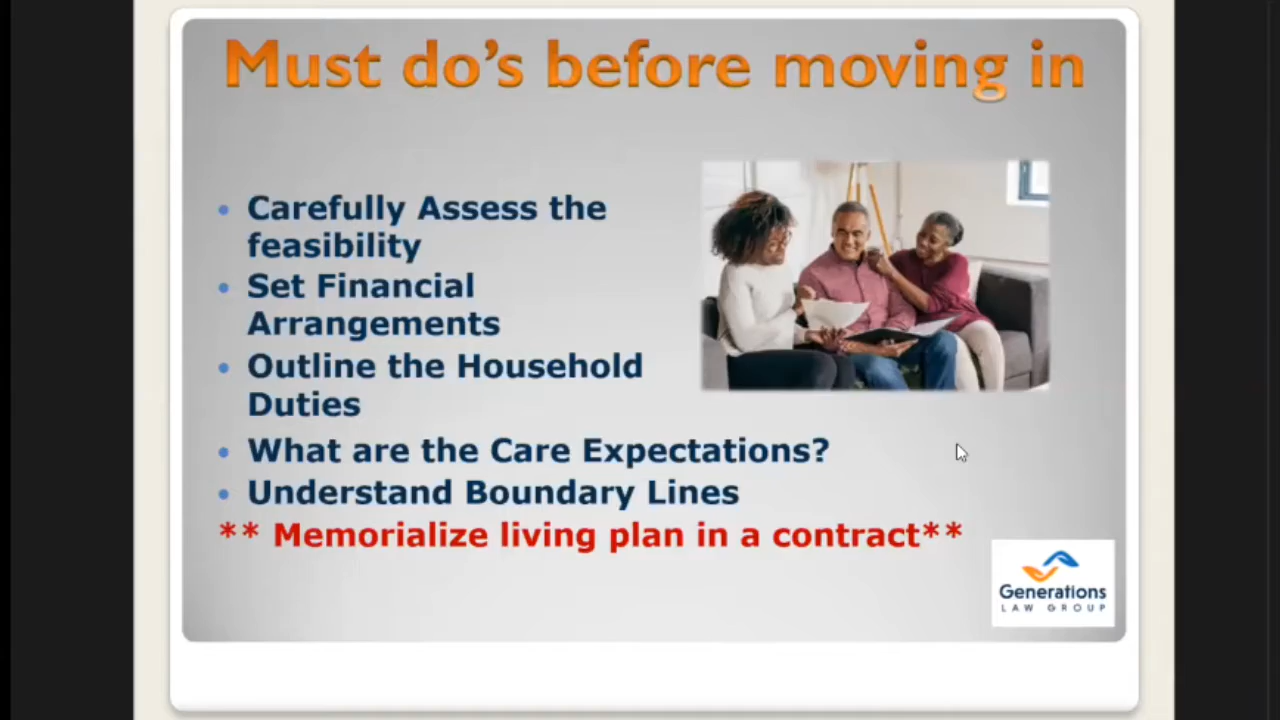 Must do's before moving in
• Carefully Assess the
feasibility
• Set Financial
Arrangements
• Outline the Household
Duties
• What are the Care Expectations?
• Understand Boundary Lines
** Memorialize living plan in a contract**
Generations
LAW GROUP